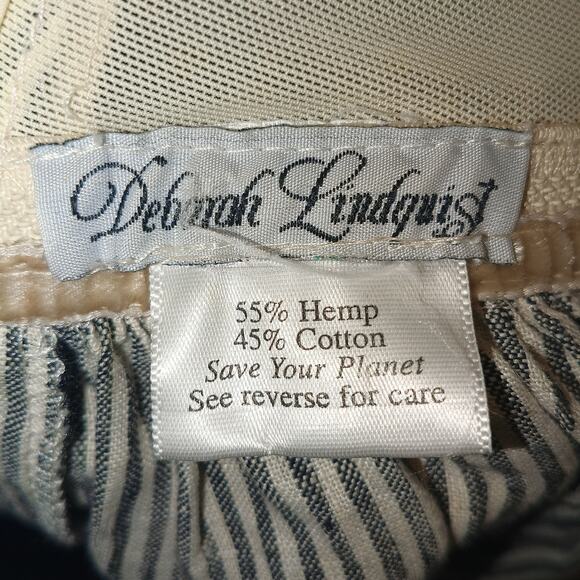 Deborah Lindquist
55% Hemp
45% Cotton
Save Your Planet
See reverse for care